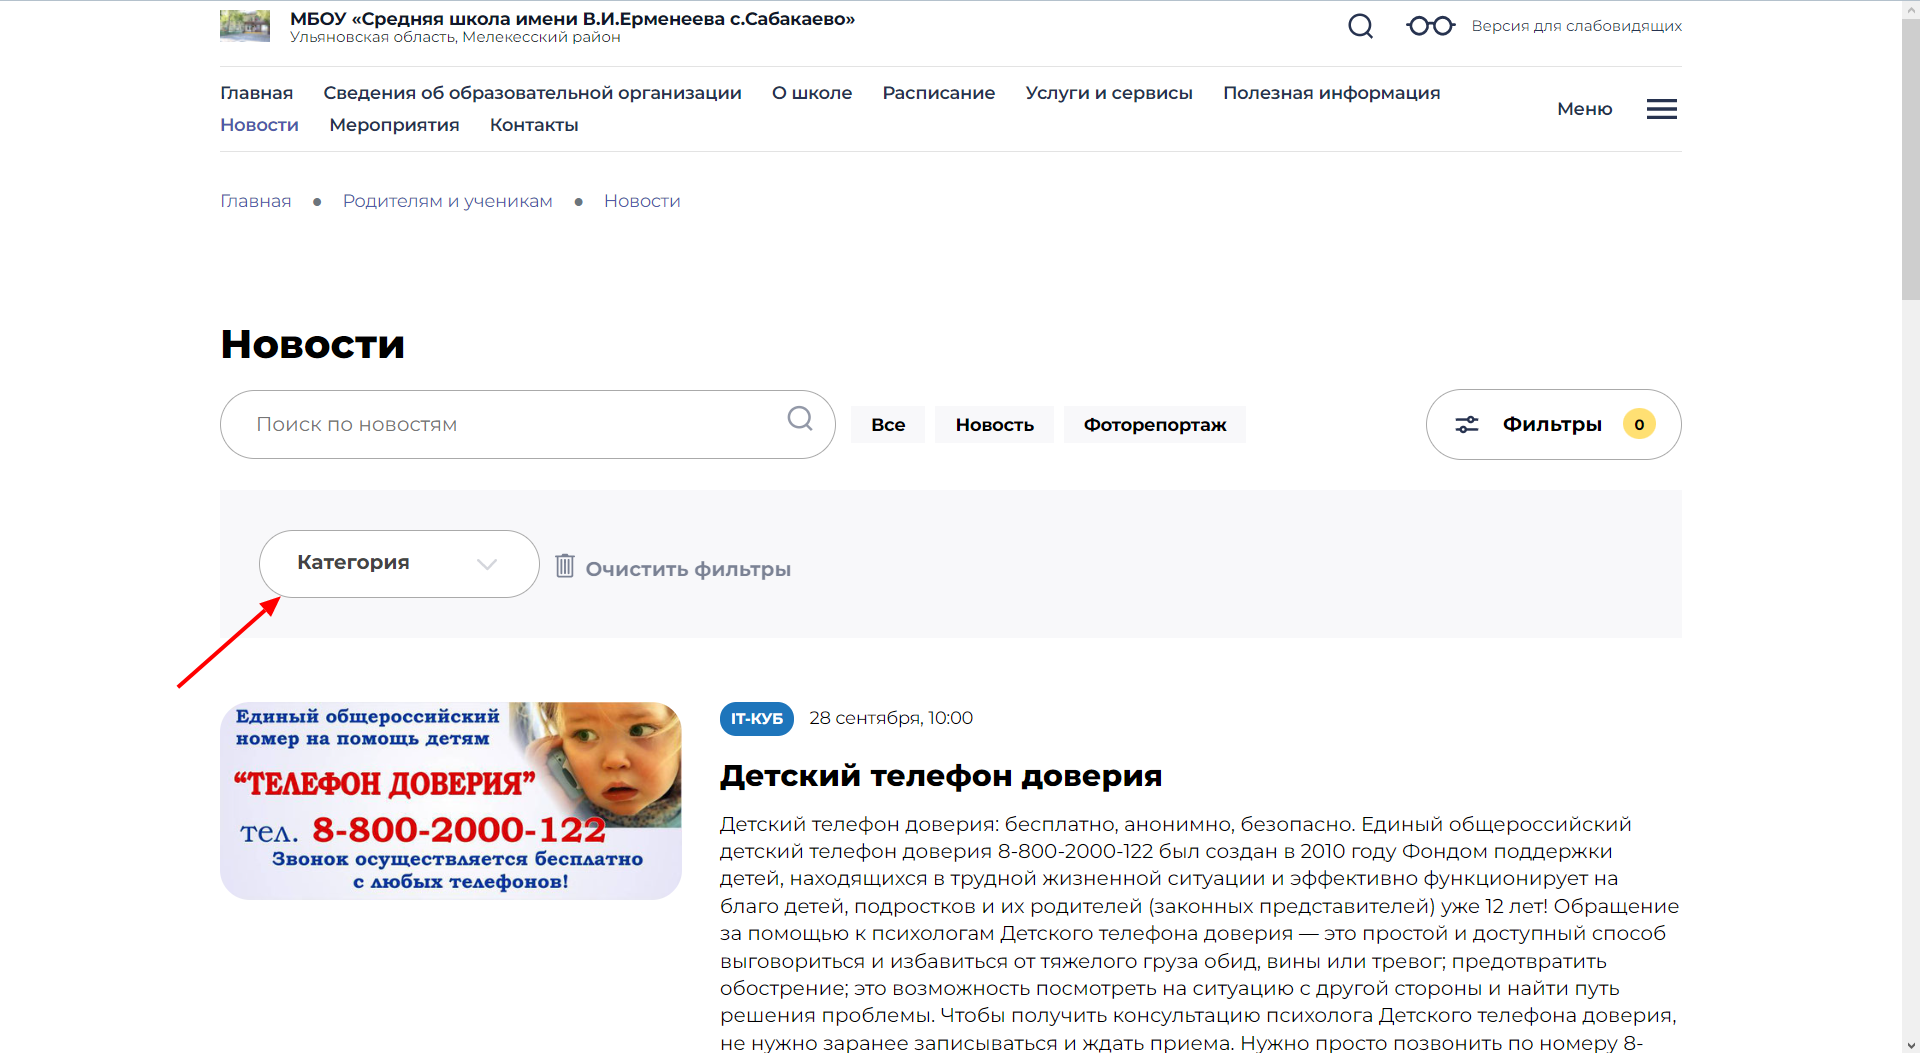 МБОУ «Средняя школа имени В.И.Ерменеева с.Сабакаево»
Ульяновская область, Мелекесский район
Версия для слабовидящих
Главная Сведения об образовательной организации О школе Расписание Услуги и сервисы Полезная информация
Новости Мероприятия Контакты
Меню
Главная • Родителям и ученикам • Новости
Новости
Поиск по новостям
Все Новость Фоторепортаж
Фильтры 0
Категория
Очистить фильтры
Единый общероссийский
номер на помощь детям
“ТЕЛЕФОН ДОВЕРИЯ”
тел. 8-800-2000-122
Звонок осуществляется бесплатно
с любых телефонов!
IT-КУБ 28 сентября, 10:00
Детский телефон доверия
Детский телефон доверия: бесплатно, анонимно, безопасно. Единый общероссийский
детский телефон доверия 8-800-2000-122 был создан в 2010 году Фондом поддержки
детей, находящихся в трудной жизненной ситуации и эффективно функционирует на
благо детей, подростков и их родителей (законных представителей) уже 12 лет! Обращение
за помощью к психологам Детского телефона доверия — это простой и доступный способ
выговориться и избавиться от тяжелого груза обид, вины или тревог; предотвратить
обострение; это возможность посмотреть на ситуацию с другой стороны и найти путь
решения проблемы. Чтобы получить консультацию психолога Детского телефона доверия,
не нужно заранее записываться и ждать приема. Нужно просто позвонить по номеру 8-